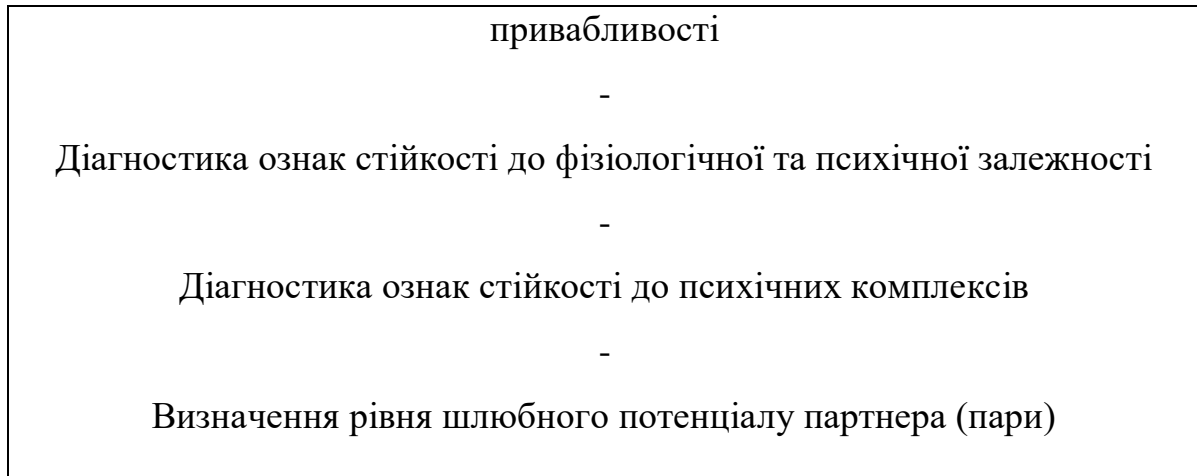 привабливості
-
Діагностика ознак стійкості до фізіологічної та психічної залежності
-
Діагностика ознак стійкості до психічних комплексів
-
Визначення рівня шлюбного потенціалу партнера (пари)